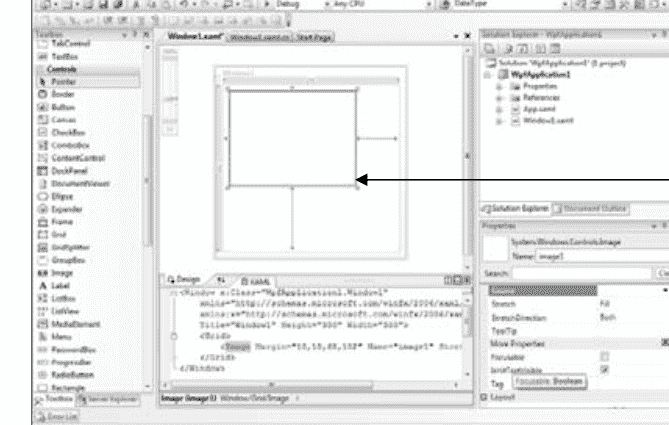 Debug
Any CPU
DataType
Toolbox
TabControl
TextBox
Controls
Pointer
Border
Button
Canvas
CheckBox
ComboBox
ContentControl
DockPanel
DocumentViewer
Ellipse
Expander
Frame
Grid
GridSplitter
GroupBox
Image
Label
ListBox
ListView
MediaElement
Menu
PasswordBox
ProgressBar
RadioButton
Rectangle
Toolbox Server Explorer
Error List
Window1.xaml* Window1.xaml.cs Start Page
Design XAML
<Window x:Class="WpfApplication1.Window1"
xmlns="http://schemas.microsoft.com/winfx/2006/xaml
xmlns:x="http://schemas.microsoft.com/winfx/2006/xa
Title="Window1" Height="300" Width="300">
<Grid>
<Image Margin="10,10,68,102" Name="image1" Stre
</Grid>
</Window>
Image (image1) Window/Grid/Image
Solution Explorer - WpfApplication1
Solution 'WpfApplication1' (1 project)
WpfApplication1
Properties
References
App.xaml
Window1.xaml
Solution Explorer Document Outline
Properties
System.Windows.Controls.Image
Name: image1
Search:
Stretch Fill
StretchDirection Both
ToolTip
More Properties
Focusable
IsHitTestVisible
Tag Focusable: Boolean
Layout